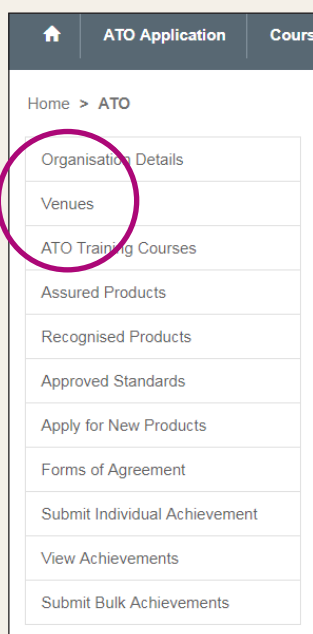 ATO Application Cours
Home > ATO
Organisation Details
Venues
ATO Training Courses
Assured Products
Recognised Products
Approved Standards
Apply for New Products
Forms of Agreement
Submit Individual Achievement
View Achievements
Submit Bulk Achievements